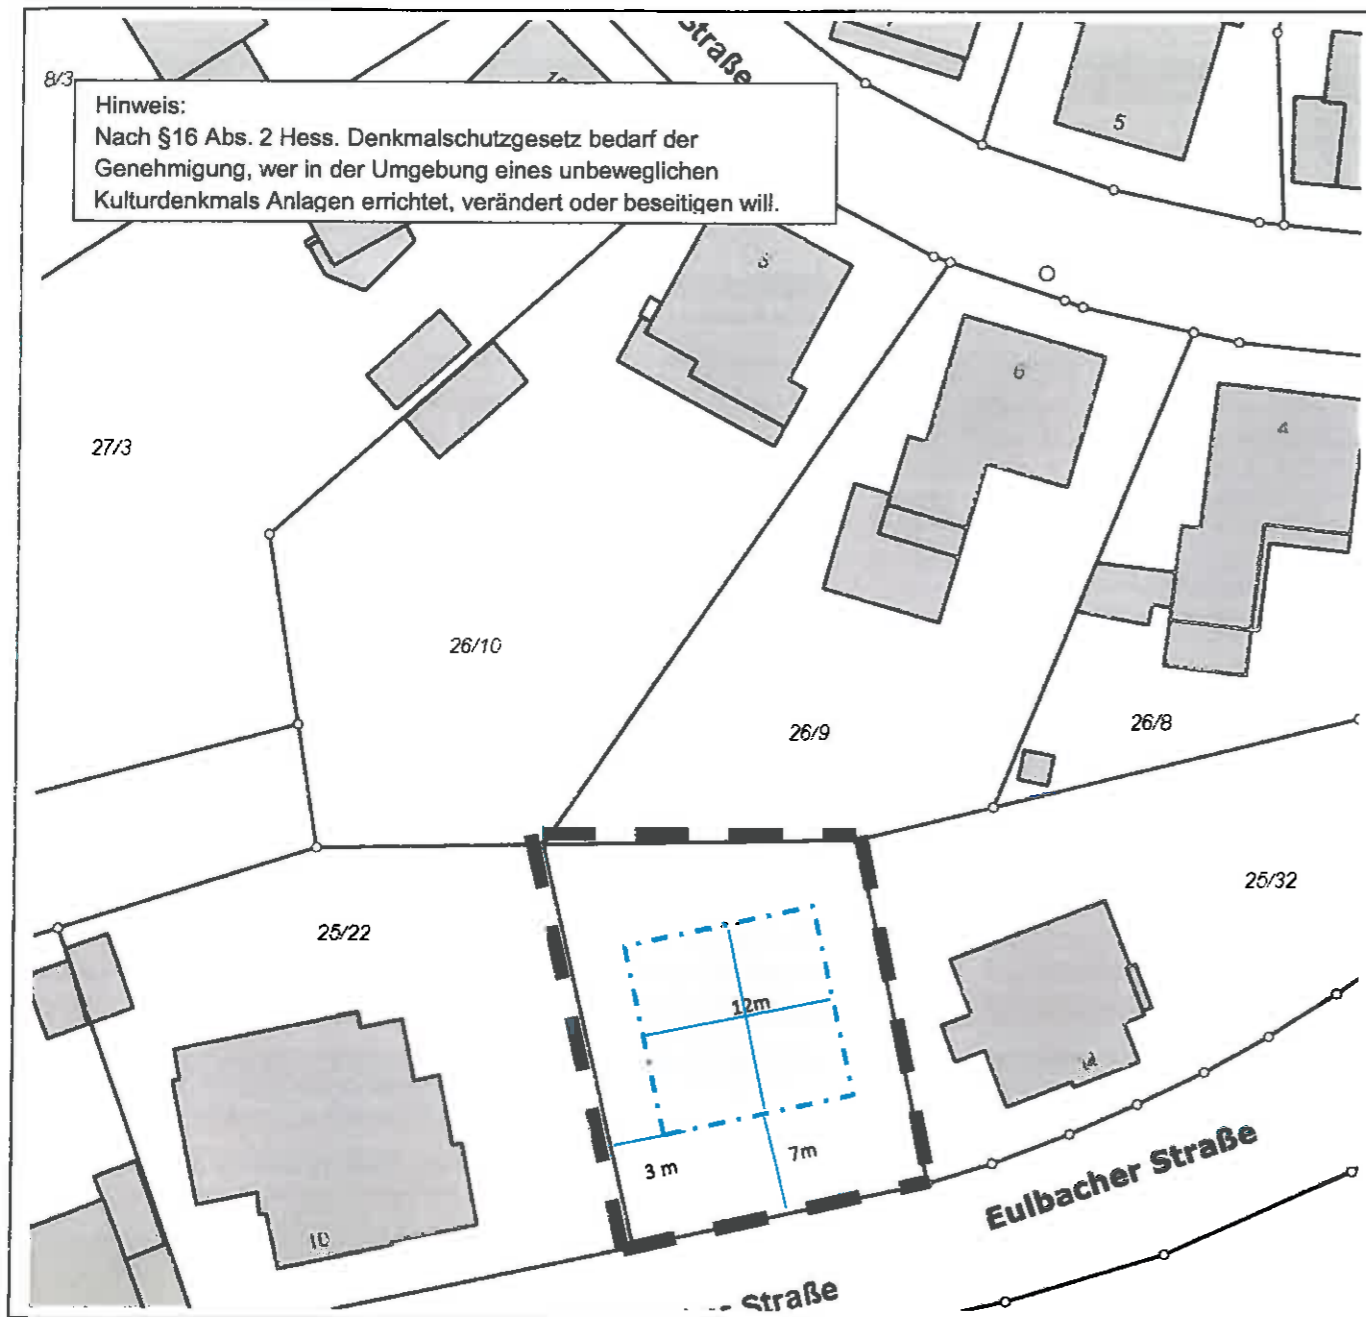 straße
8/3
Hinweis:
Nach §16 Abs. 2 Hess. Denkmalschutzgesetz bedarf der
Genehmigung, wer in der Umgebung eines unbeweglichen
Kulturdenkmals Anlagen errichtet, verändert oder beseitigen will.
5
6
4
27/3
26/10
26/9
26/8
25/22
25/32
12m
3 m
7m
10
Eulbacher Straße
acher Straße